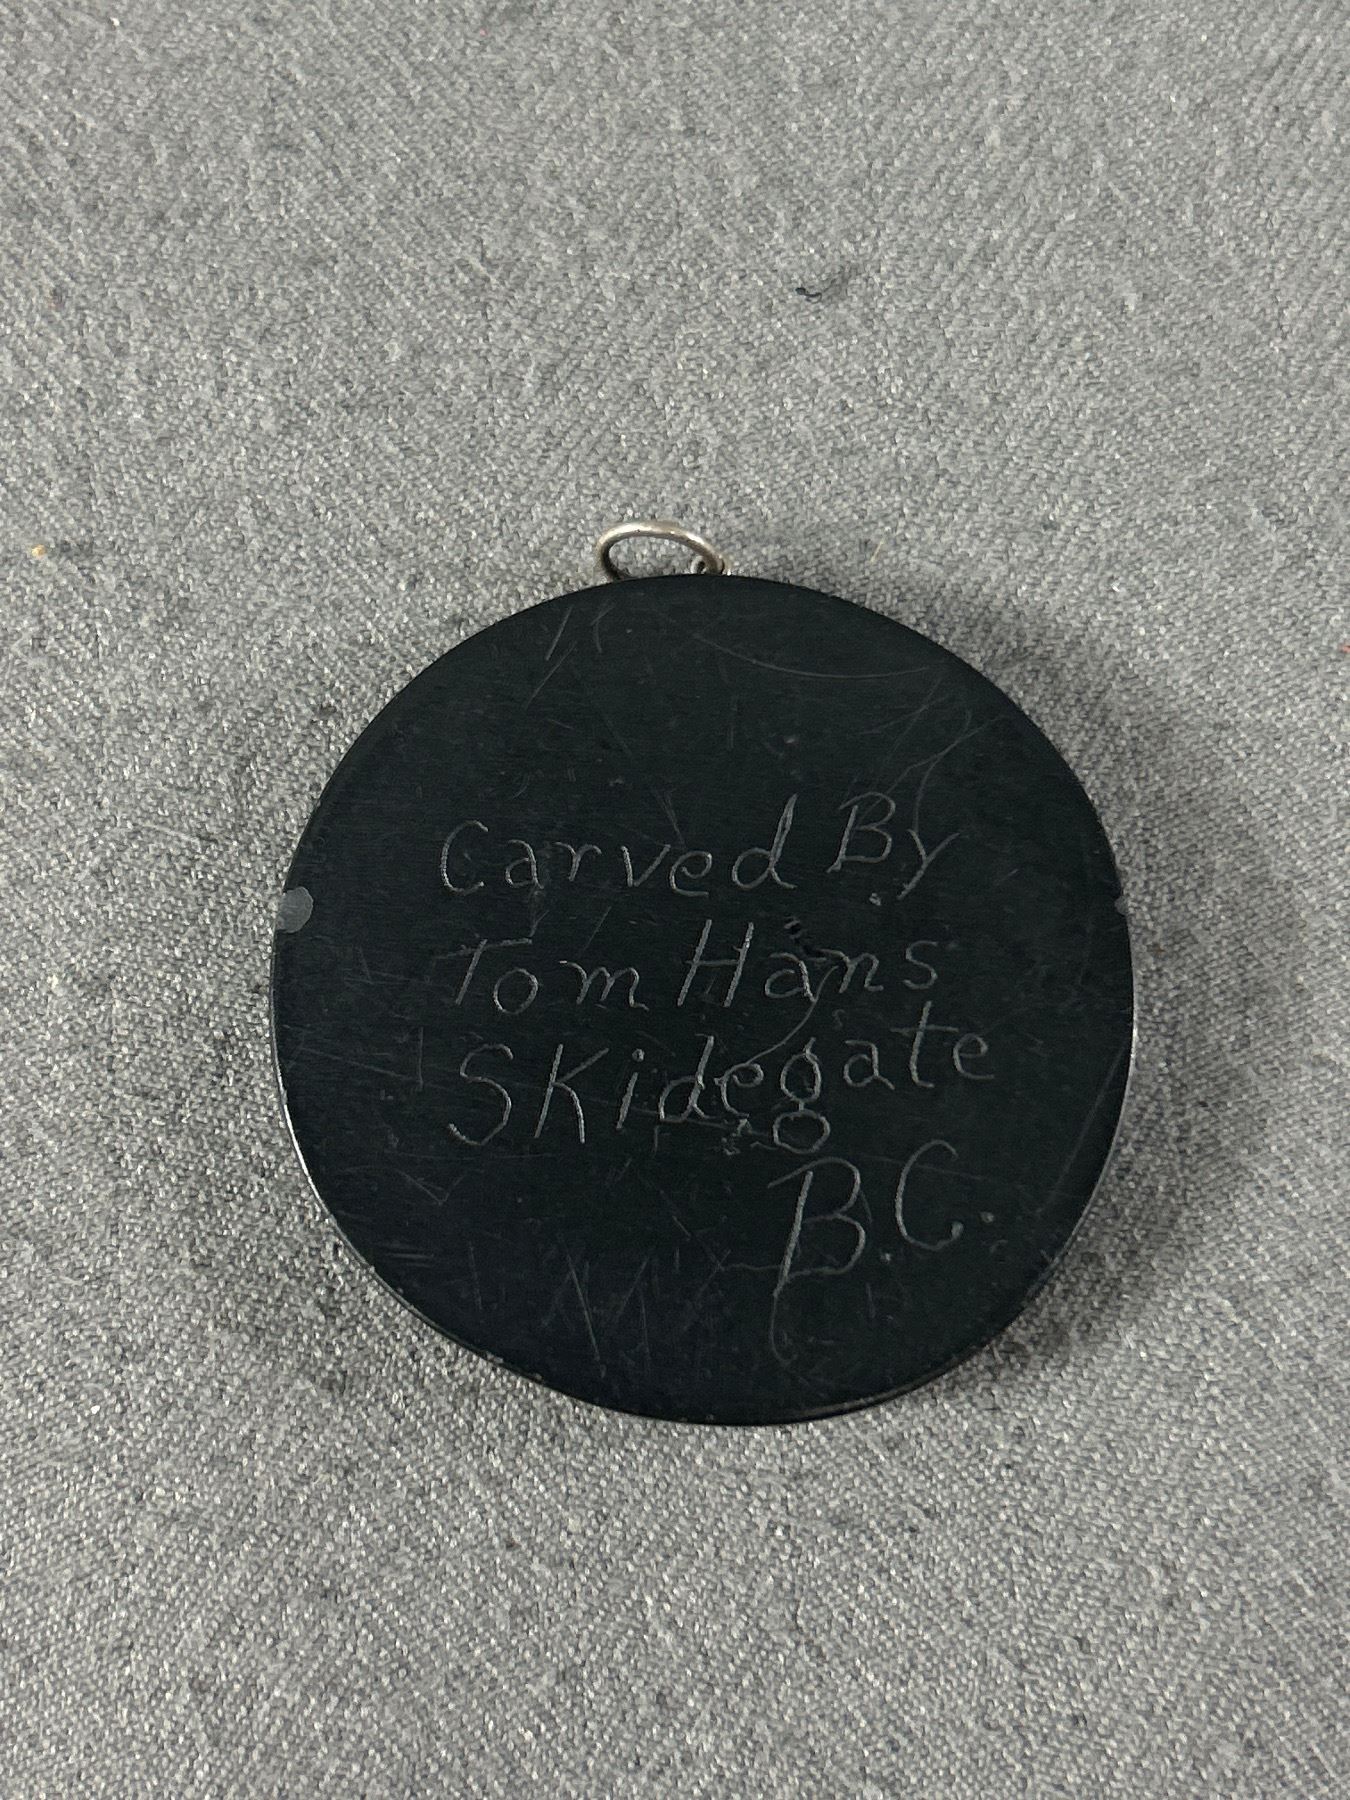 Carved By
Tom Hans
Skidegate
B.C.